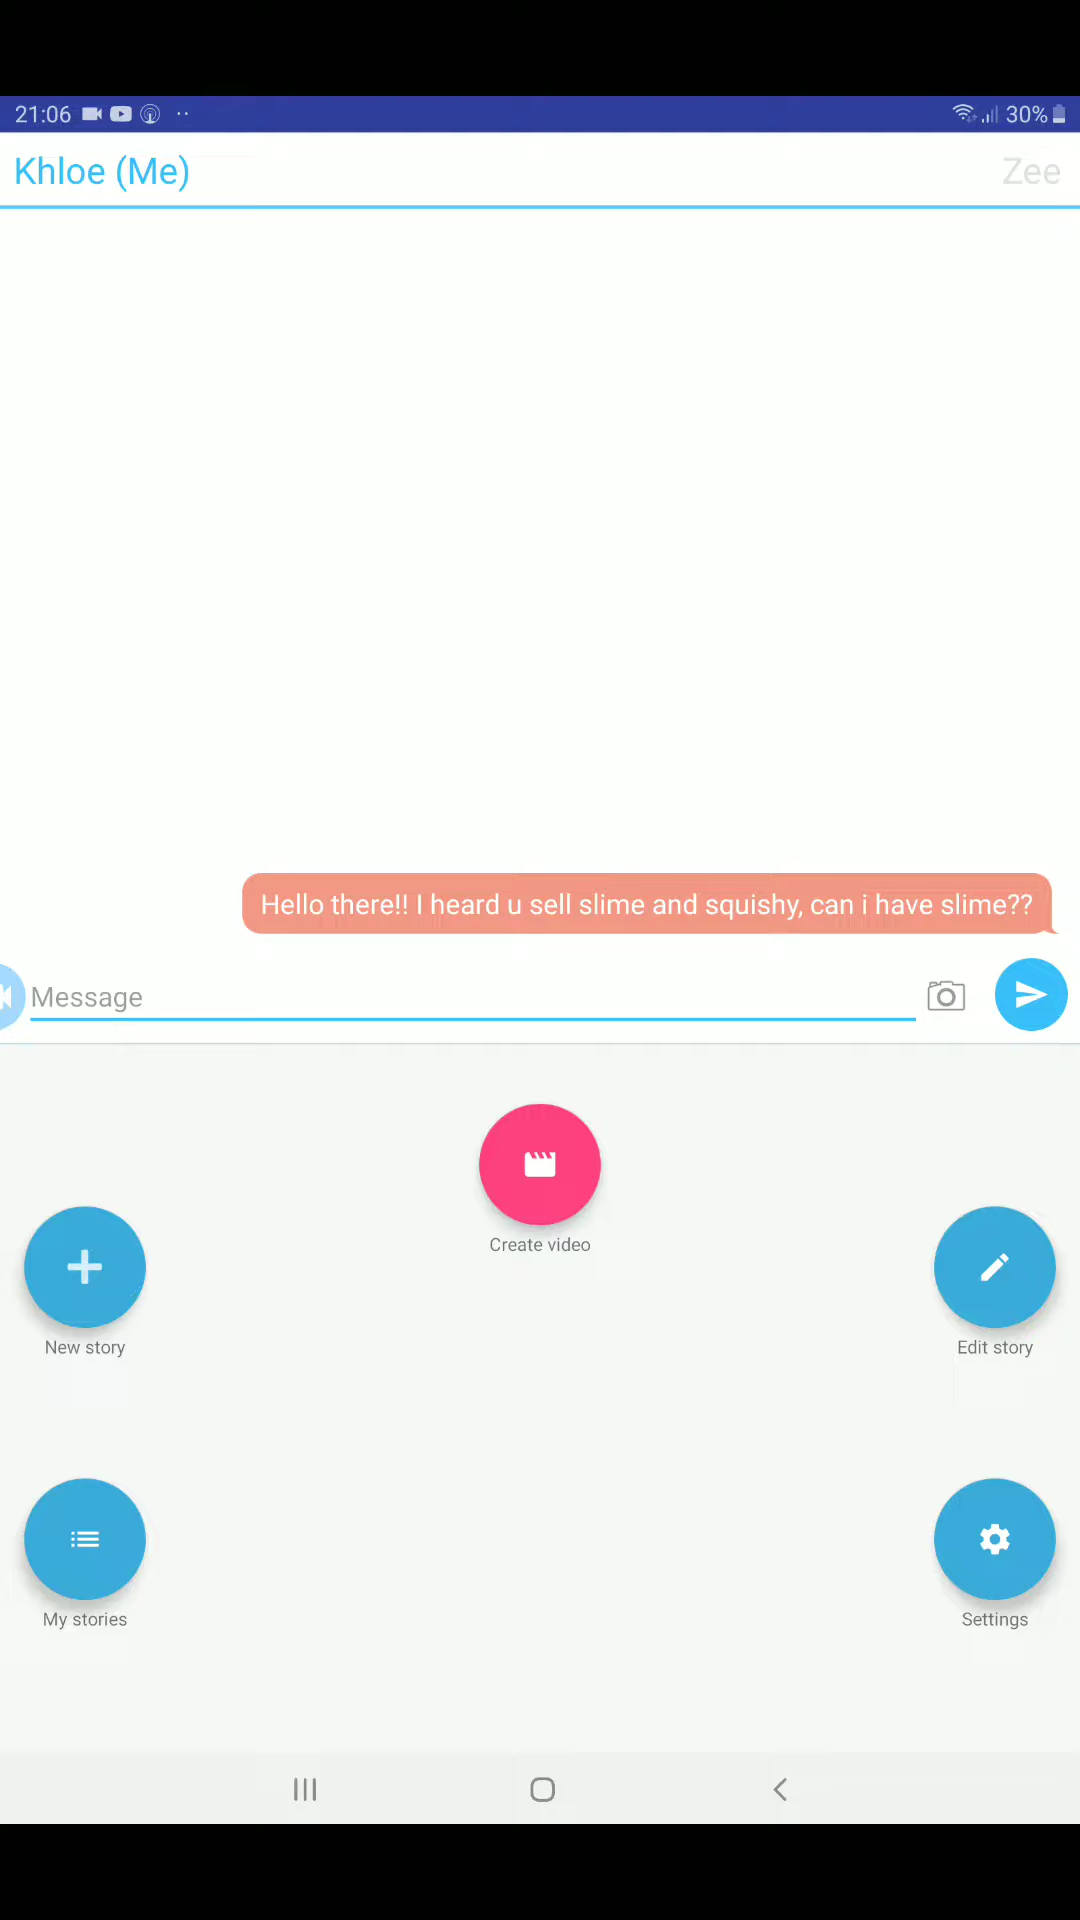 21:06
30%
Khloe (Me)
Zee
Hello there!! I heard u sell slime and squishy, can i have slime??
Message
Create video
New story
Edit story
My stories
Settings